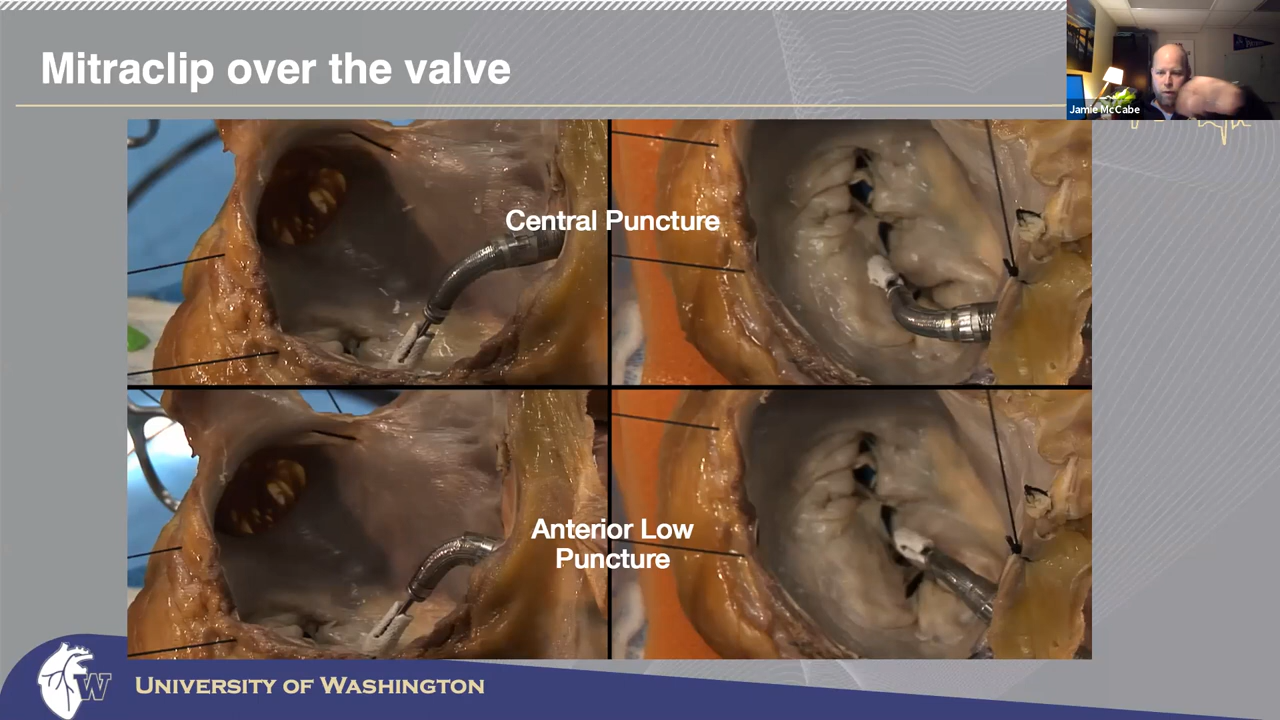 Mitraclip over the valve
Jamie McCabe
Central Puncture
Anterior Low
Puncture
W
UNIVERSITY OF WASHINGTON